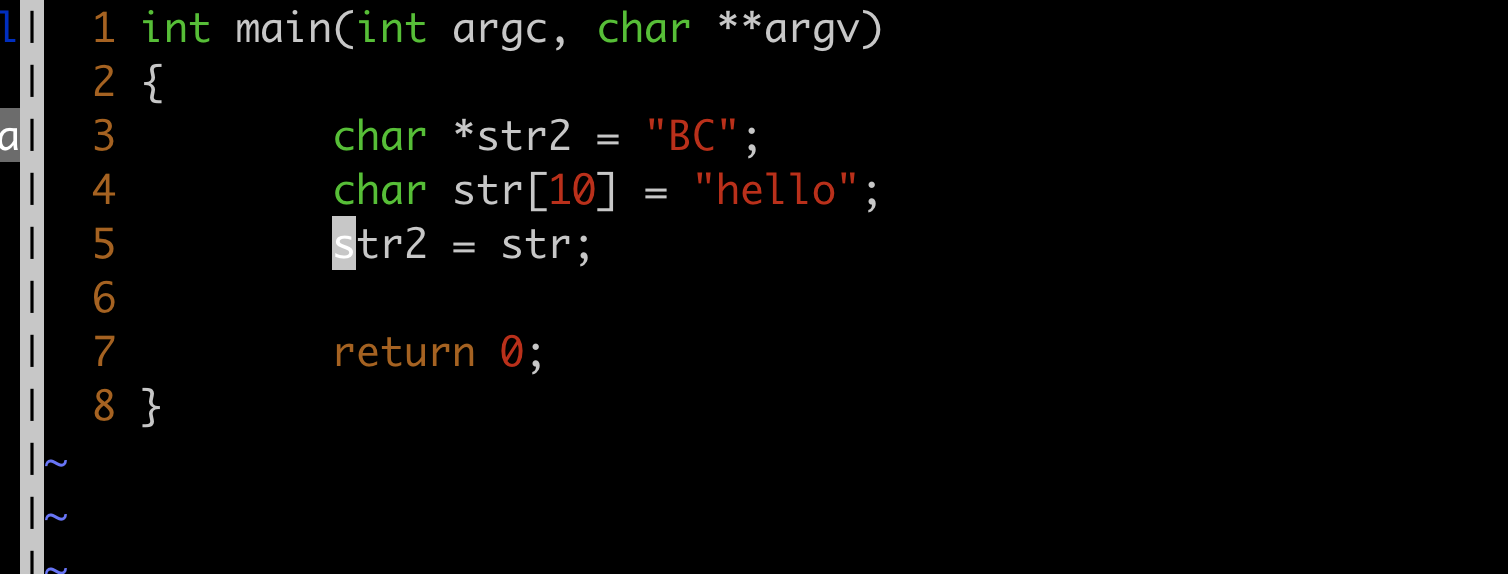 l| 1 int main(int argc, char **argv)
| 2 {
a| 3 char *str2 = "BC";
| 4 char str[10] = "hello";
| 5 str2 = str;
| 6
| 7 return 0;
| 8 }
|~
|~
|~